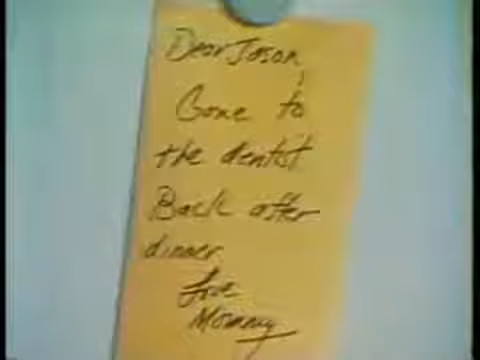 Dear Jason,
Gone to
the dentist
Back after
dinner
Love
Mommy